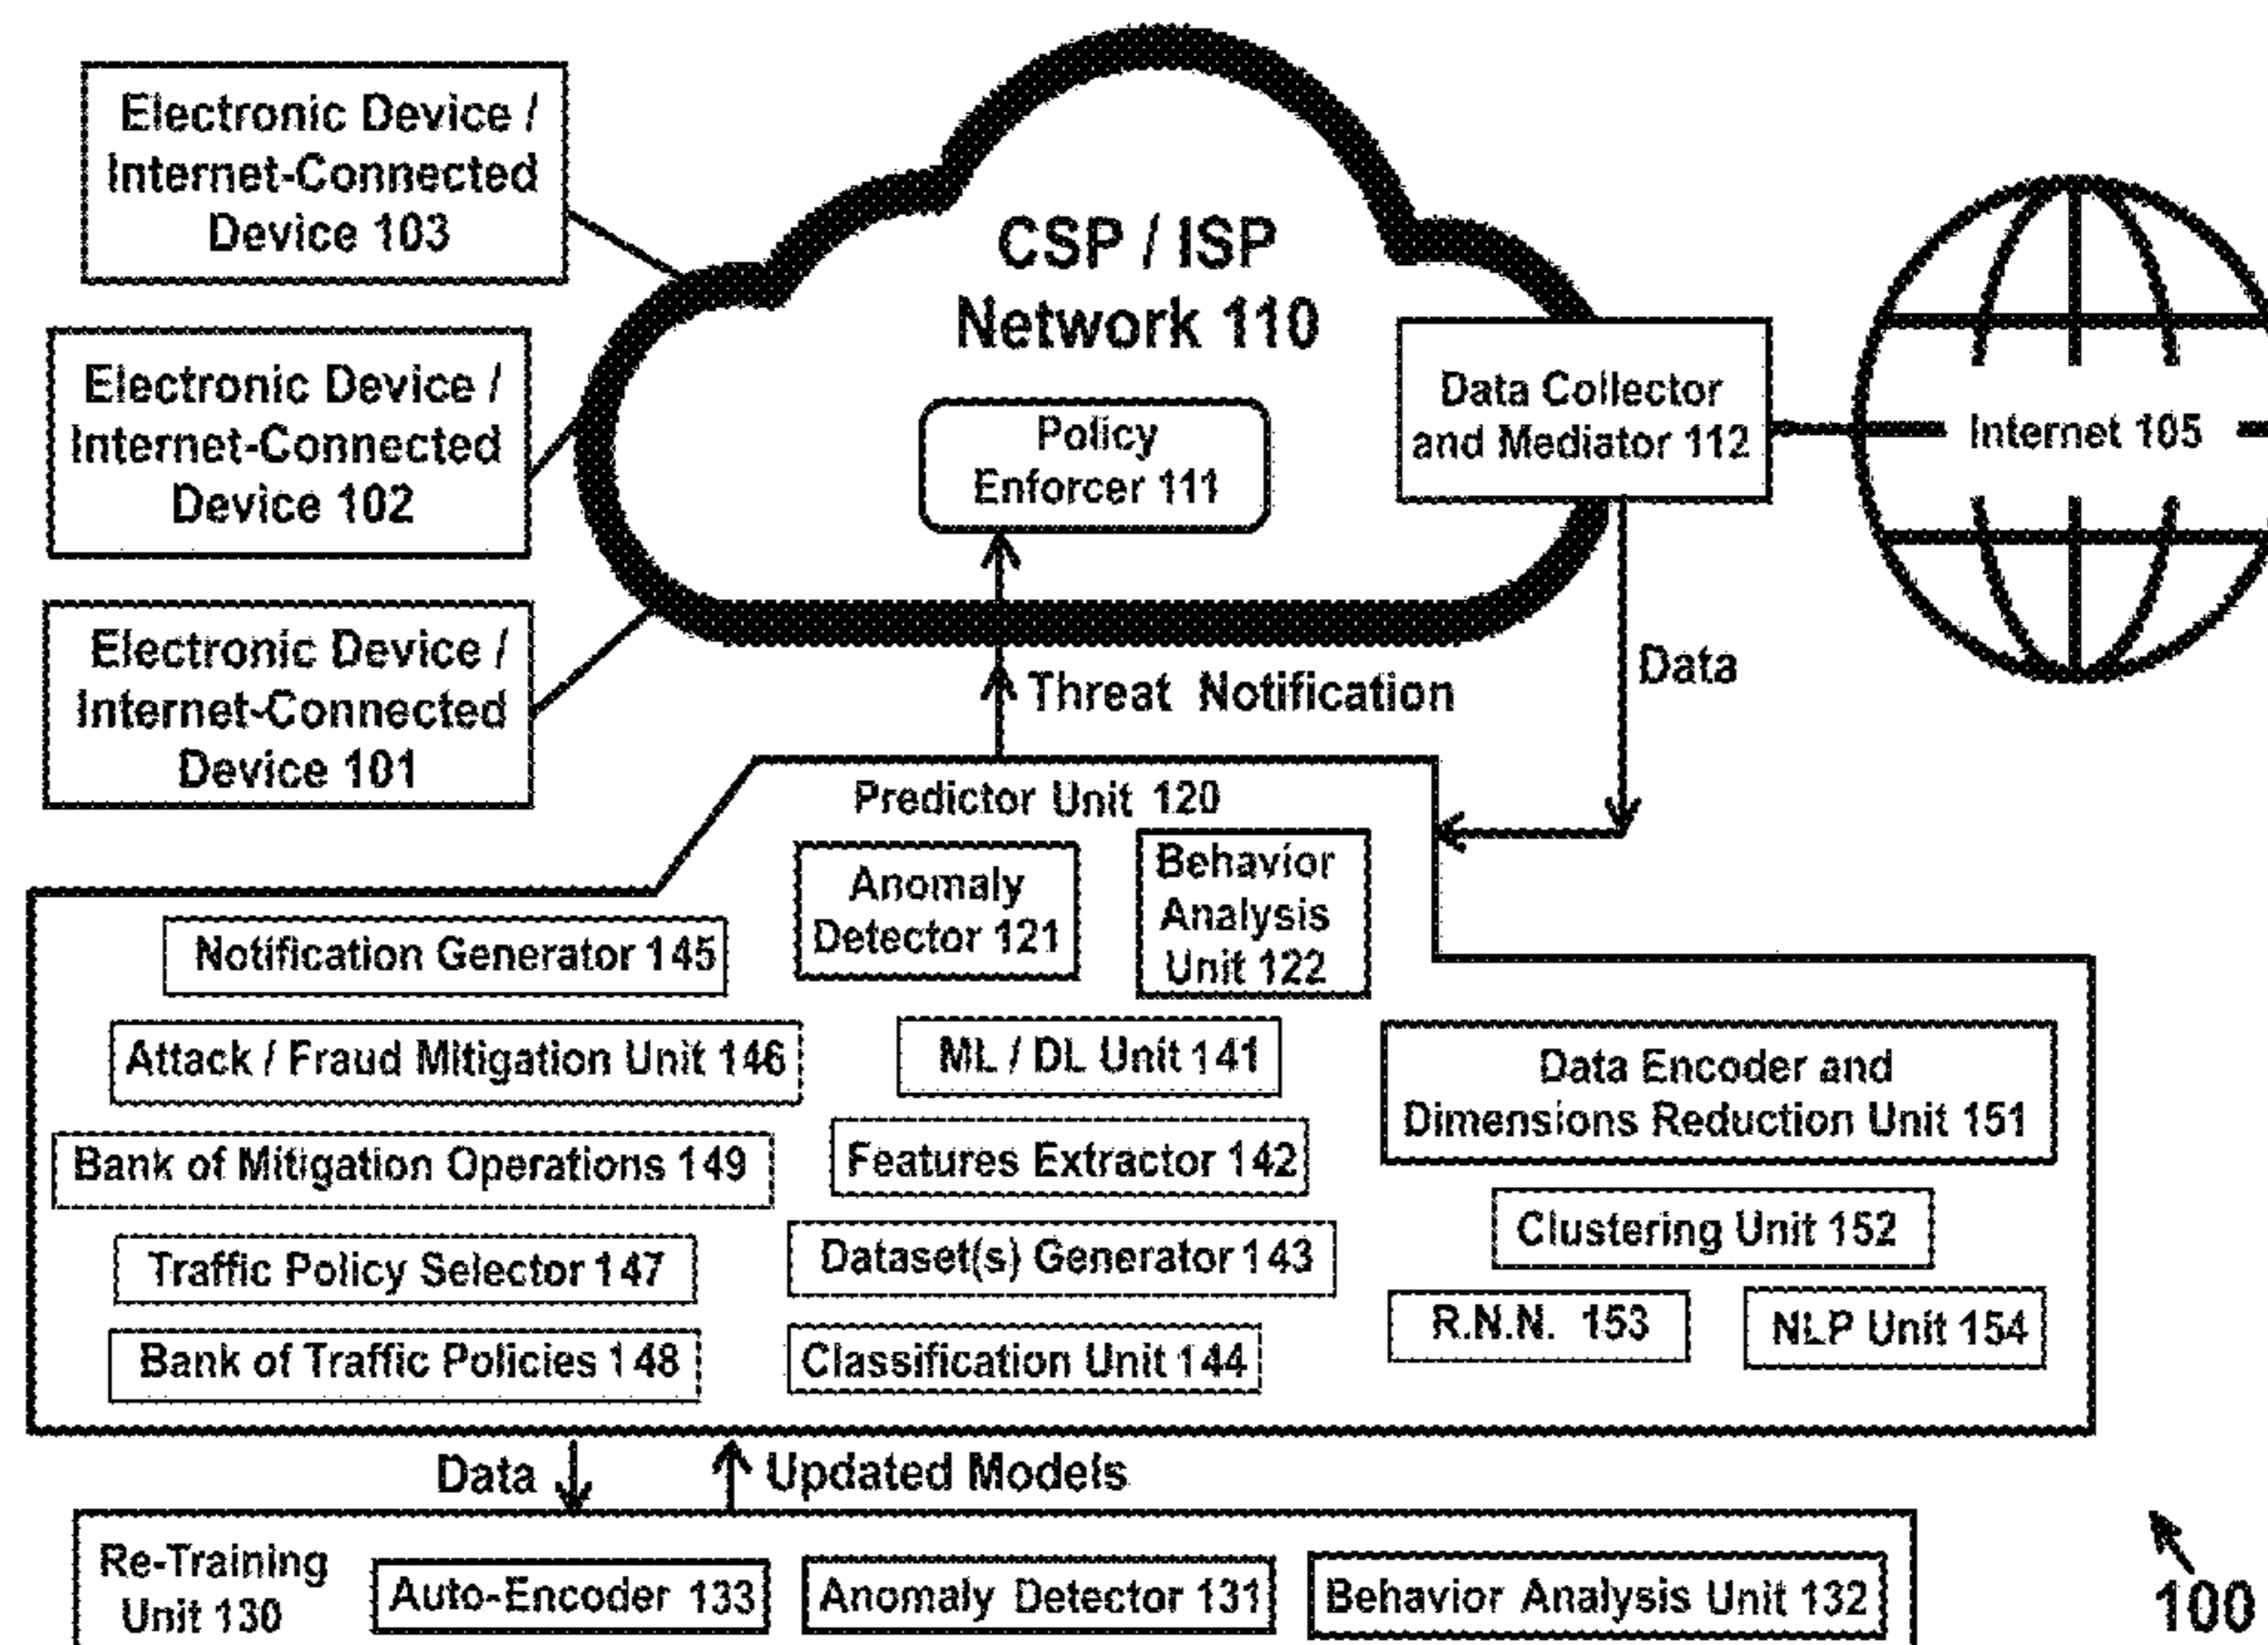 Electronic Device /
Internet-Connected
Device 103
CSP / ISP
Network 110
Electronic Device /
Internet-Connected
Device 102
Policy
Enforcer 111
Data Collector
and Mediator 112
Internet 105
Electronic Device /
Internet-Connected
Device 101
Threat Notification
Data
Predictor Unit 120
Anomaly
Detector 121
Behavior
Analysis
Unit 122
Notification Generator 145
Attack / Fraud Mitigation Unit 146
Bank of Mitigation Operations 149
Traffic Policy Selector 147
Bank of Traffic Policies 148
ML / DL Unit 141
Features Extractor 142
Dataset(s) Generator 143
Classification Unit 144
Data Encoder and
Dimensions Reduction Unit 151
Clustering Unit 152
R.N.N. 153
NLP Unit 154
Data
Updated Models
Re-Training
Unit 130
Auto-Encoder 133
Anomaly Detector 131
Behavior Analysis Unit 132
100